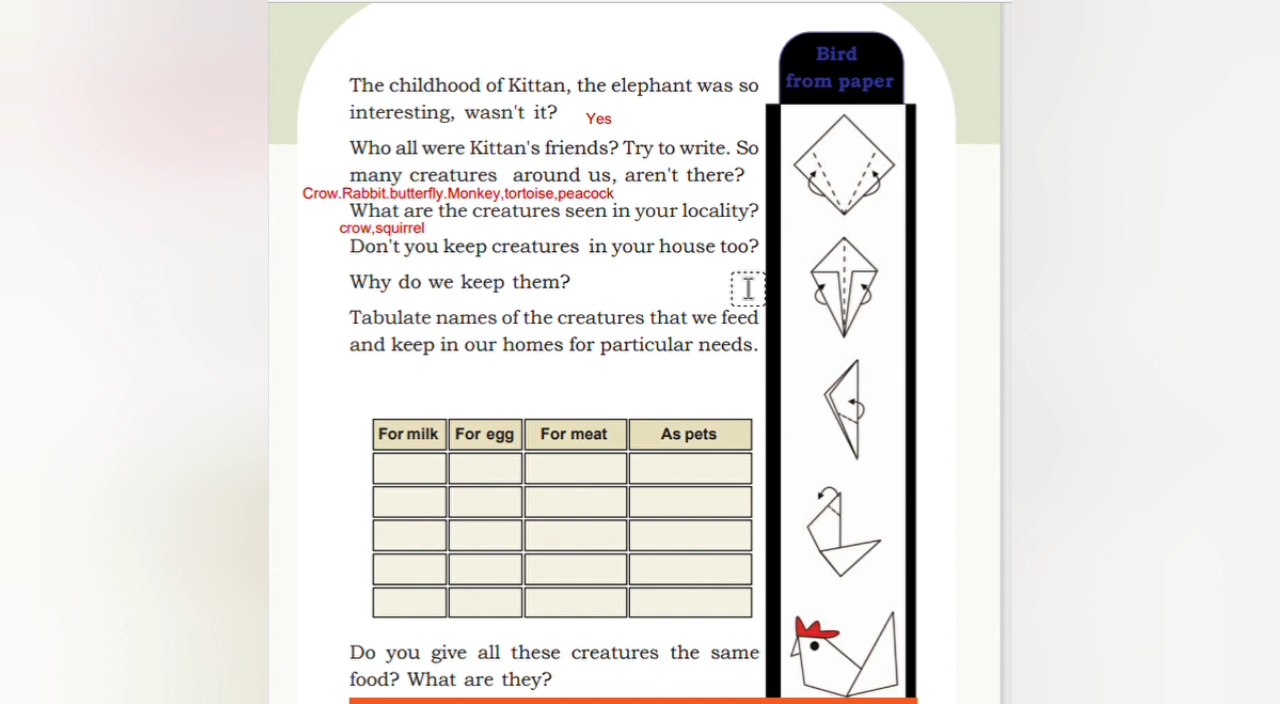 Bird
from paper
The childhood of Kittan, the elephant was so
interesting, wasn't it?
Yes
Who all were Kittan's friends? Try to write. So
many creatures around us, aren't there?
Crow.Rabbit.butterfly.Monkey,tortoise,peacock
What are the creatures seen in your locality?
crow,squirrel
Don't you keep creatures in your house too?
Why do we keep them?
Tabulate names of the creatures that we feed
and keep in our homes for particular needs.
For milk For egg For meat As pets
Do you give all these creatures the same
food? What are they?